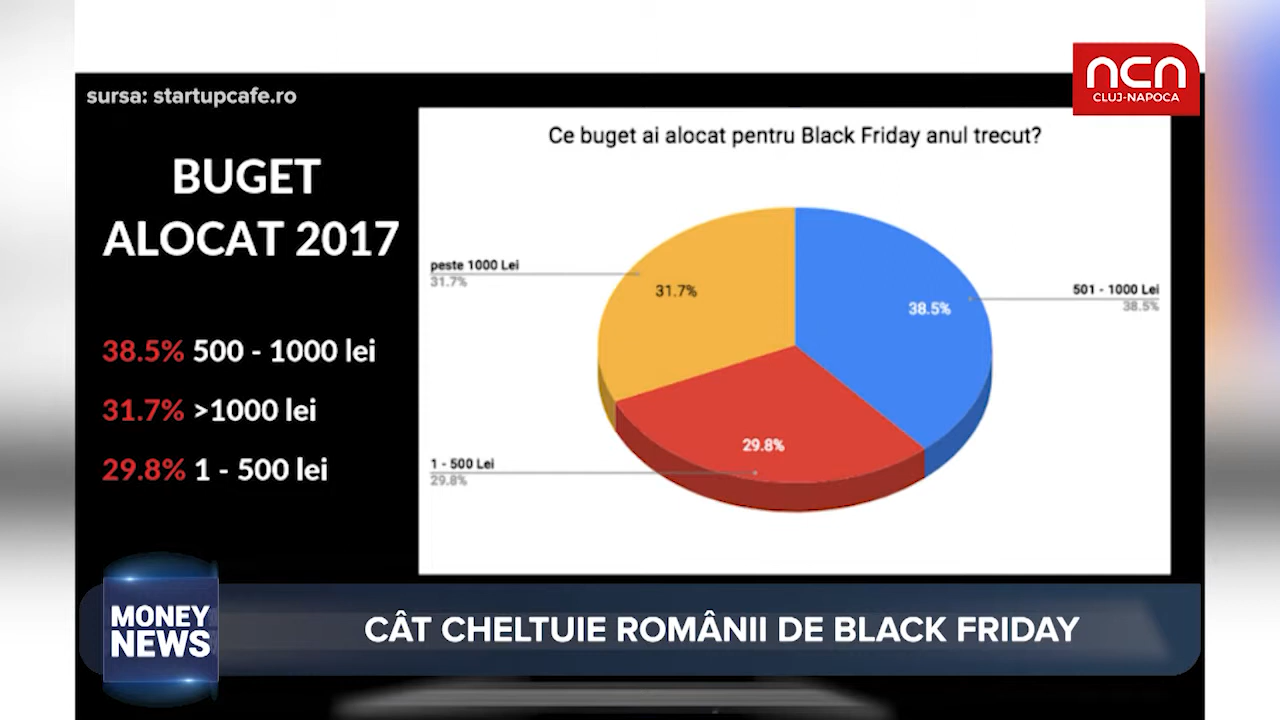 sursa: startupcafe.ro
ncn
CLUJ-NAPOCA
BUGET
ALOCAT 2017
38.5% 500 - 1000 lei
31.7% >1000 lei
29.8% 1 - 500 lei
Ce buget ai alocat pentru Black Friday anul trecut?
peste 1000 Lei
31.7%
31.7%
501 - 1000 Lei
38.5%
38.5%
1 - 500 Lei
29.8%
29.8%
MONEY
NEWS
CÂT CHELTUIE ROMÂNII DE BLACK FRIDAY